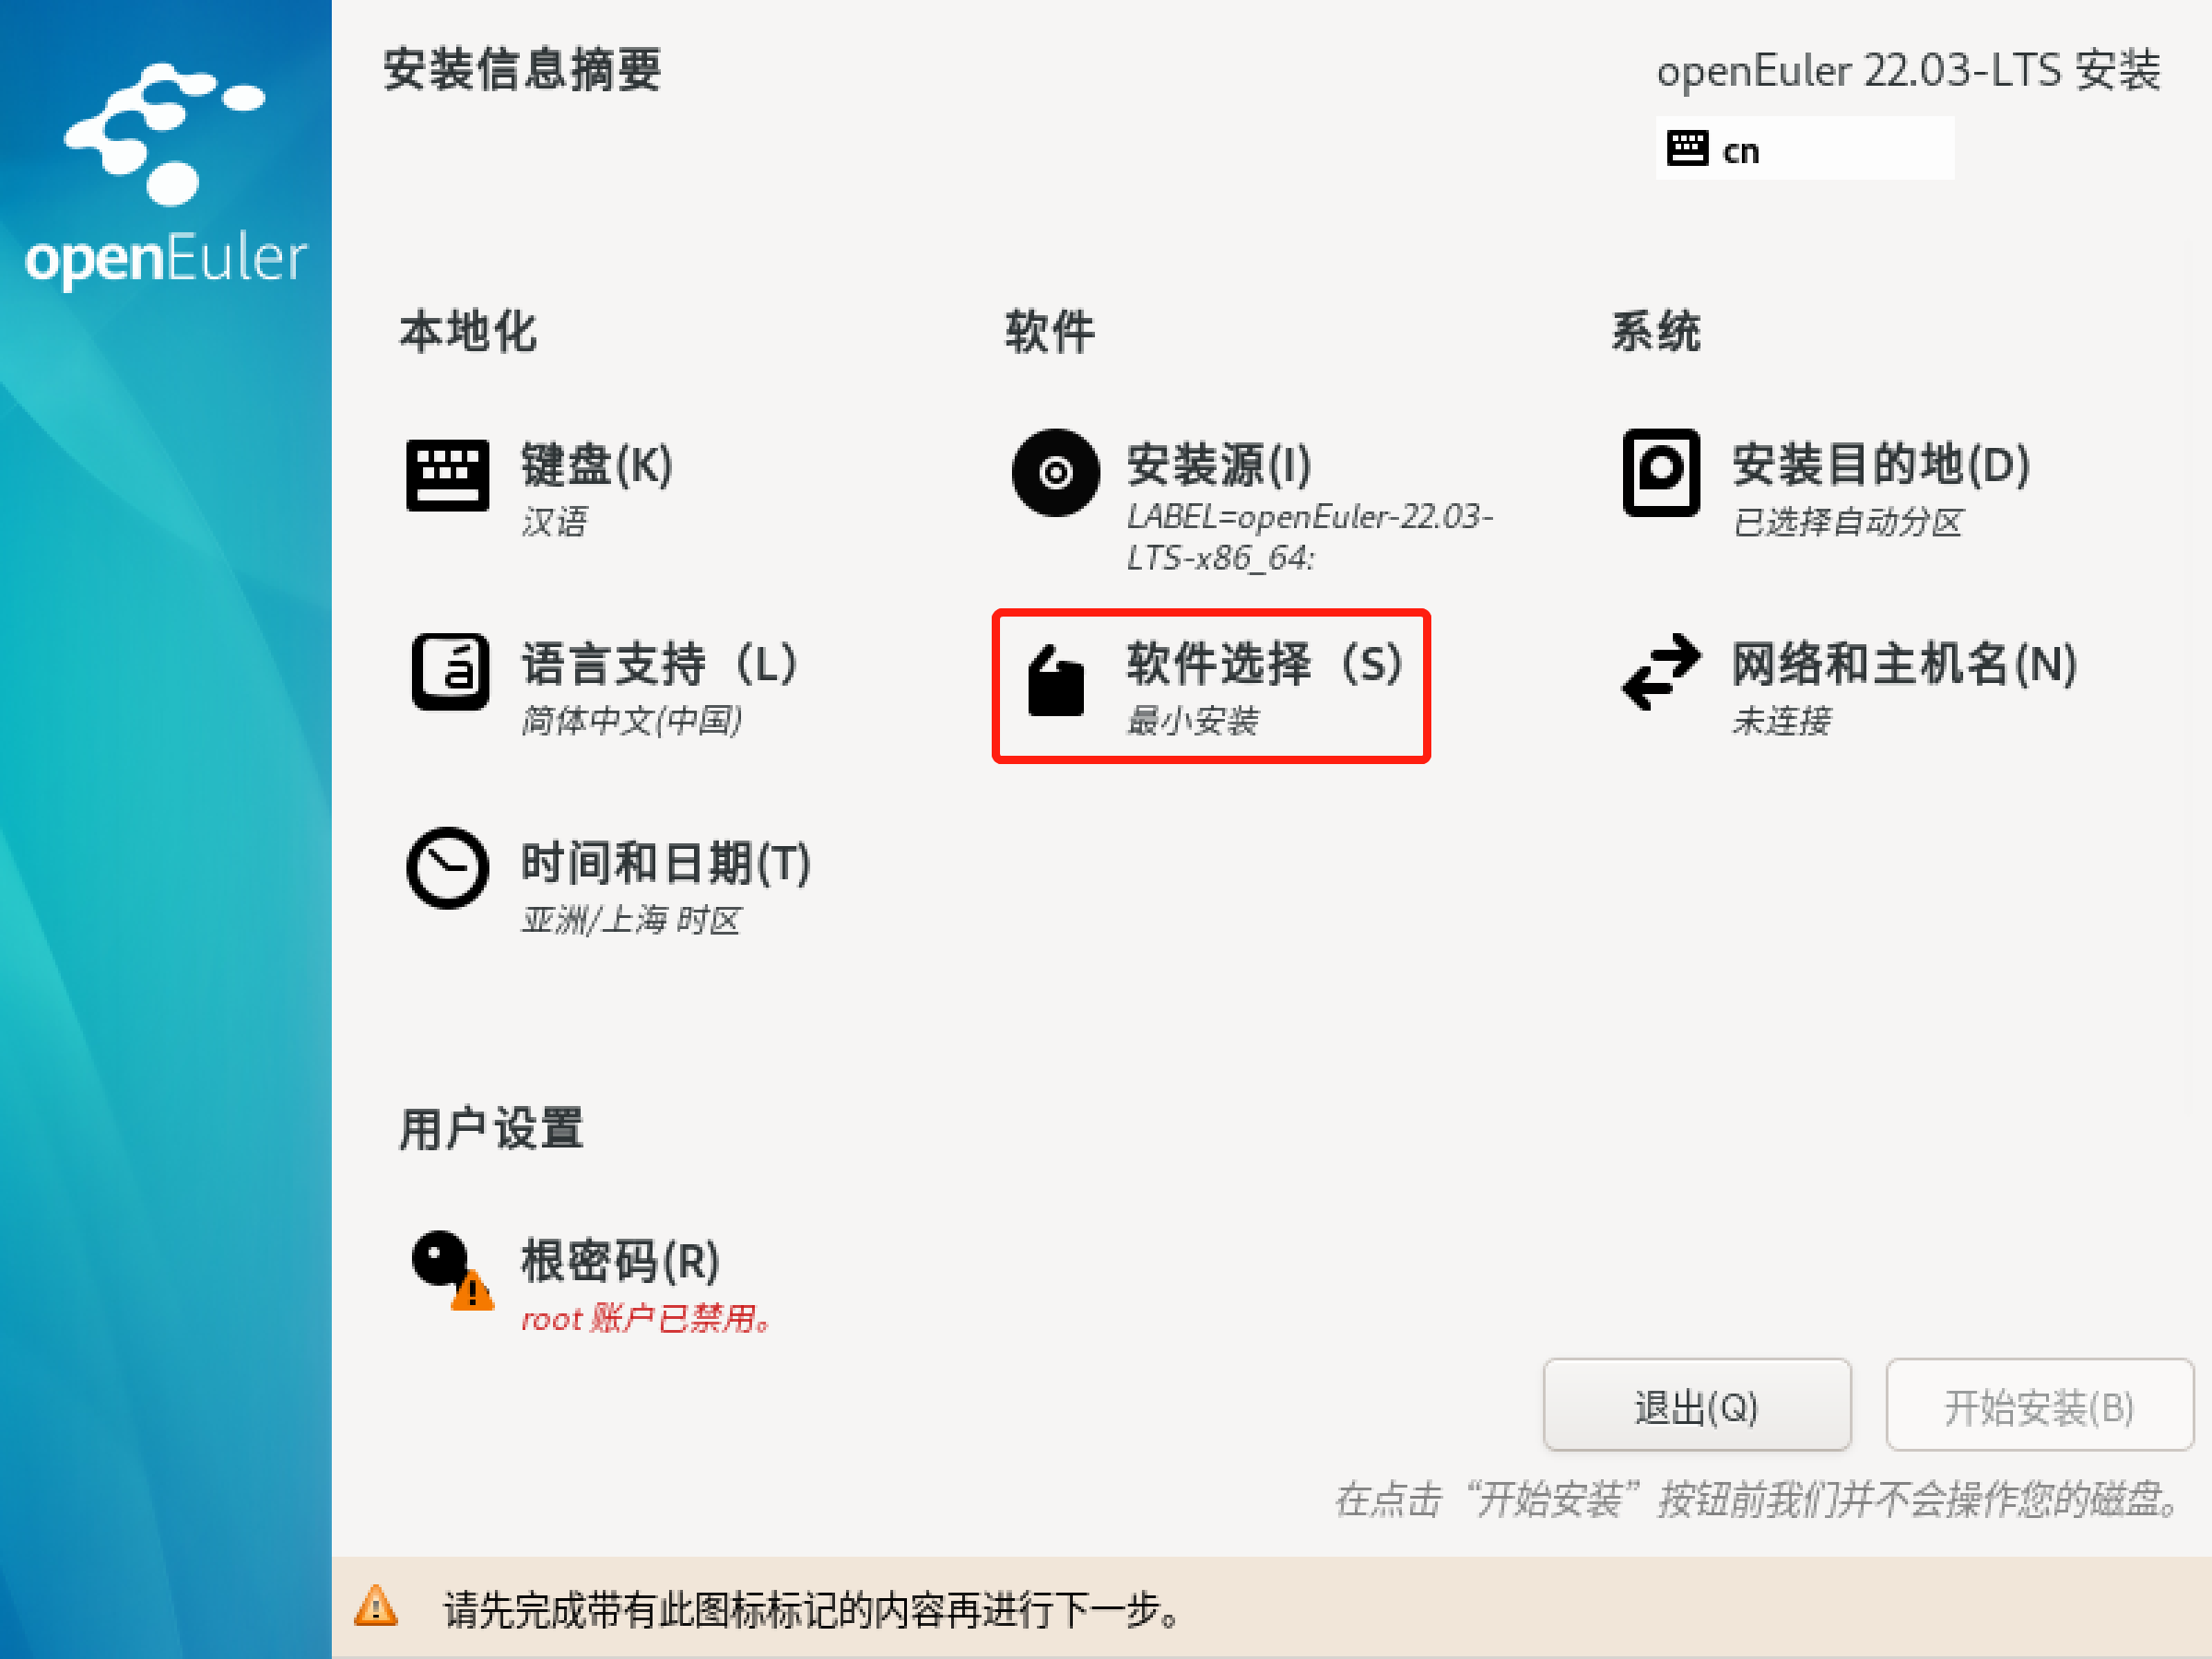 openEuler
安装信息摘要
openEuler 22.03-LTS 安装
cn
本地化
键盘(K)
汉语
语言支持（L）
简体中文(中国)
时间和日期(T)
亚洲/上海 时区
软件
安装源(I)
LABEL=openEuler-22.03-
LTS-x86_64:
软件选择（S）
最小安装
系统
安装目的地(D)
已选择自动分区
网络和主机名(N)
未连接
用户设置
根密码(R)
root 账户已禁用。
退出(Q)
开始安装(B)
在点击“开始安装”按钮前我们并不会操作您的磁盘。
请先完成带有此图标标记的内容再进行下一步。